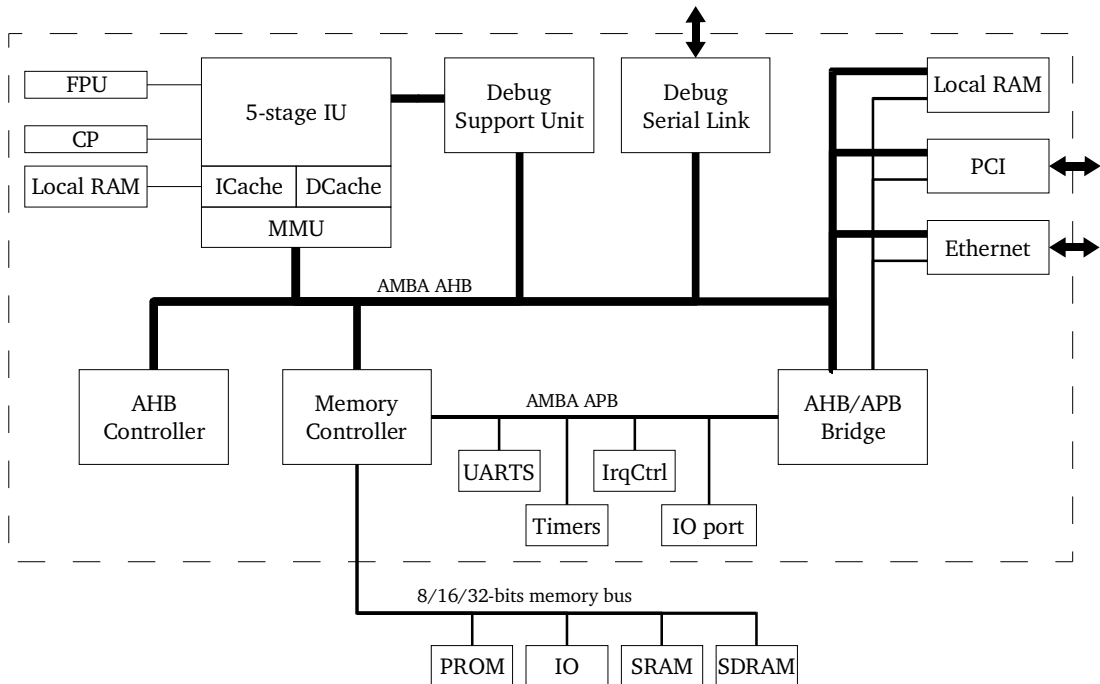 FPU
5-stage IU
Debug
Support Unit
Debug
Serial Link
Local RAM
CP
Local RAM
ICache
DCache
PCI
MMU
Ethernet
AMBA AHB
AHB
Controller
Memory
Controller
AMBA APB
AHB/APB
Bridge
UARTS
IrqCtrl
Timers
IO port
8/16/32-bits memory bus
PROM
IO
SRAM
SDRAM